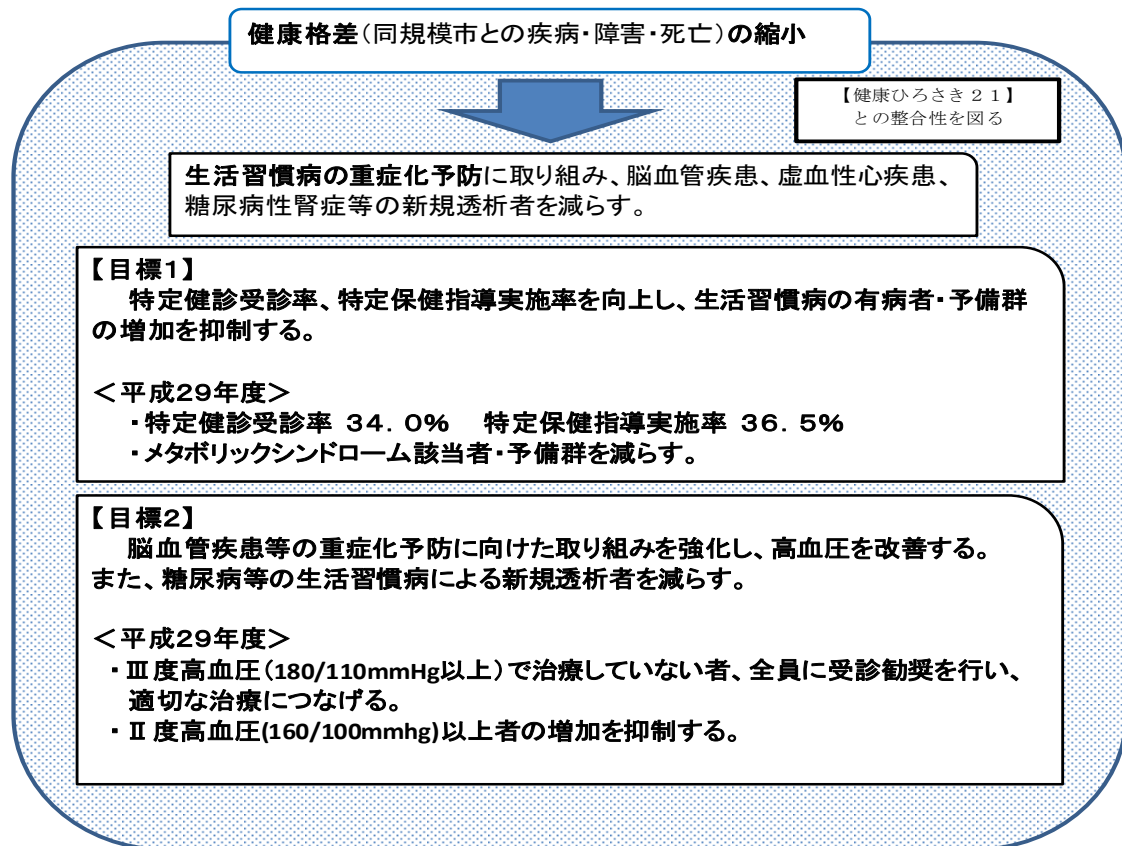 健康格差(同規模市との疾病・障害・死亡)の縮小
【健康ひろさき21】
との整合性を図る
生活習慣病の重症化予防に取り組み、脳血管疾患、虚血性心疾患、
糖尿病性腎症等の新規透析者を減らす。
【目標1】
特定健診受診率、特定保健指導実施率を向上し、生活習慣病の有病者・予備群
の増加を抑制する。
<平成29年度>
・特定健診受診率 34.0% 特定保健指導実施率 36.5%
・メタボリックシンドローム該当者・予備群を減らす。
【目標2】
脳血管疾患等の重症化予防に向けた取り組みを強化し、高血圧を改善する。
また、糖尿病等の生活習慣病による新規透析者を減らす。
<平成29年度>
・Ⅲ度高血圧(180/110mmHg以上)で治療していない者、全員に受診勧奨を行い、
適切な治療につなげる。
・Ⅱ度高血圧(160/100mmhg)以上者の増加を抑制する。